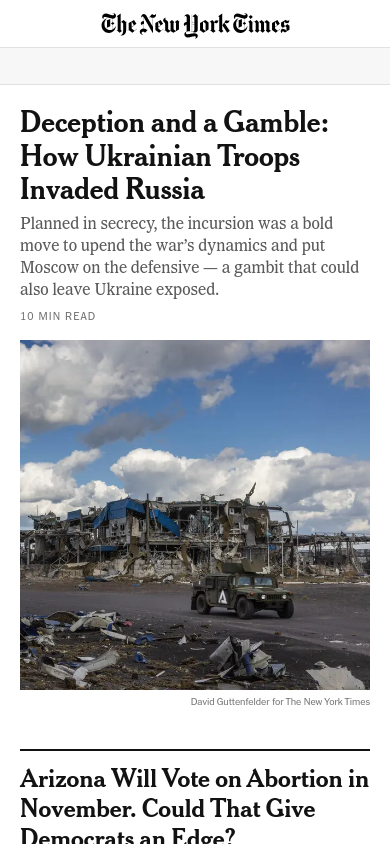 The New York Times
Deception and a Gamble:
How Ukrainian Troops
Invaded Russia
Planned in secrecy, the incursion was a bold
move to upend the war’s dynamics and put
Moscow on the defensive — a gambit that could
also leave Ukraine exposed.
10 MIN READ
David Guttenfelder for The New York Times
Arizona Will Vote on Abortion in
November. Could That Give
Democrats an Edge?